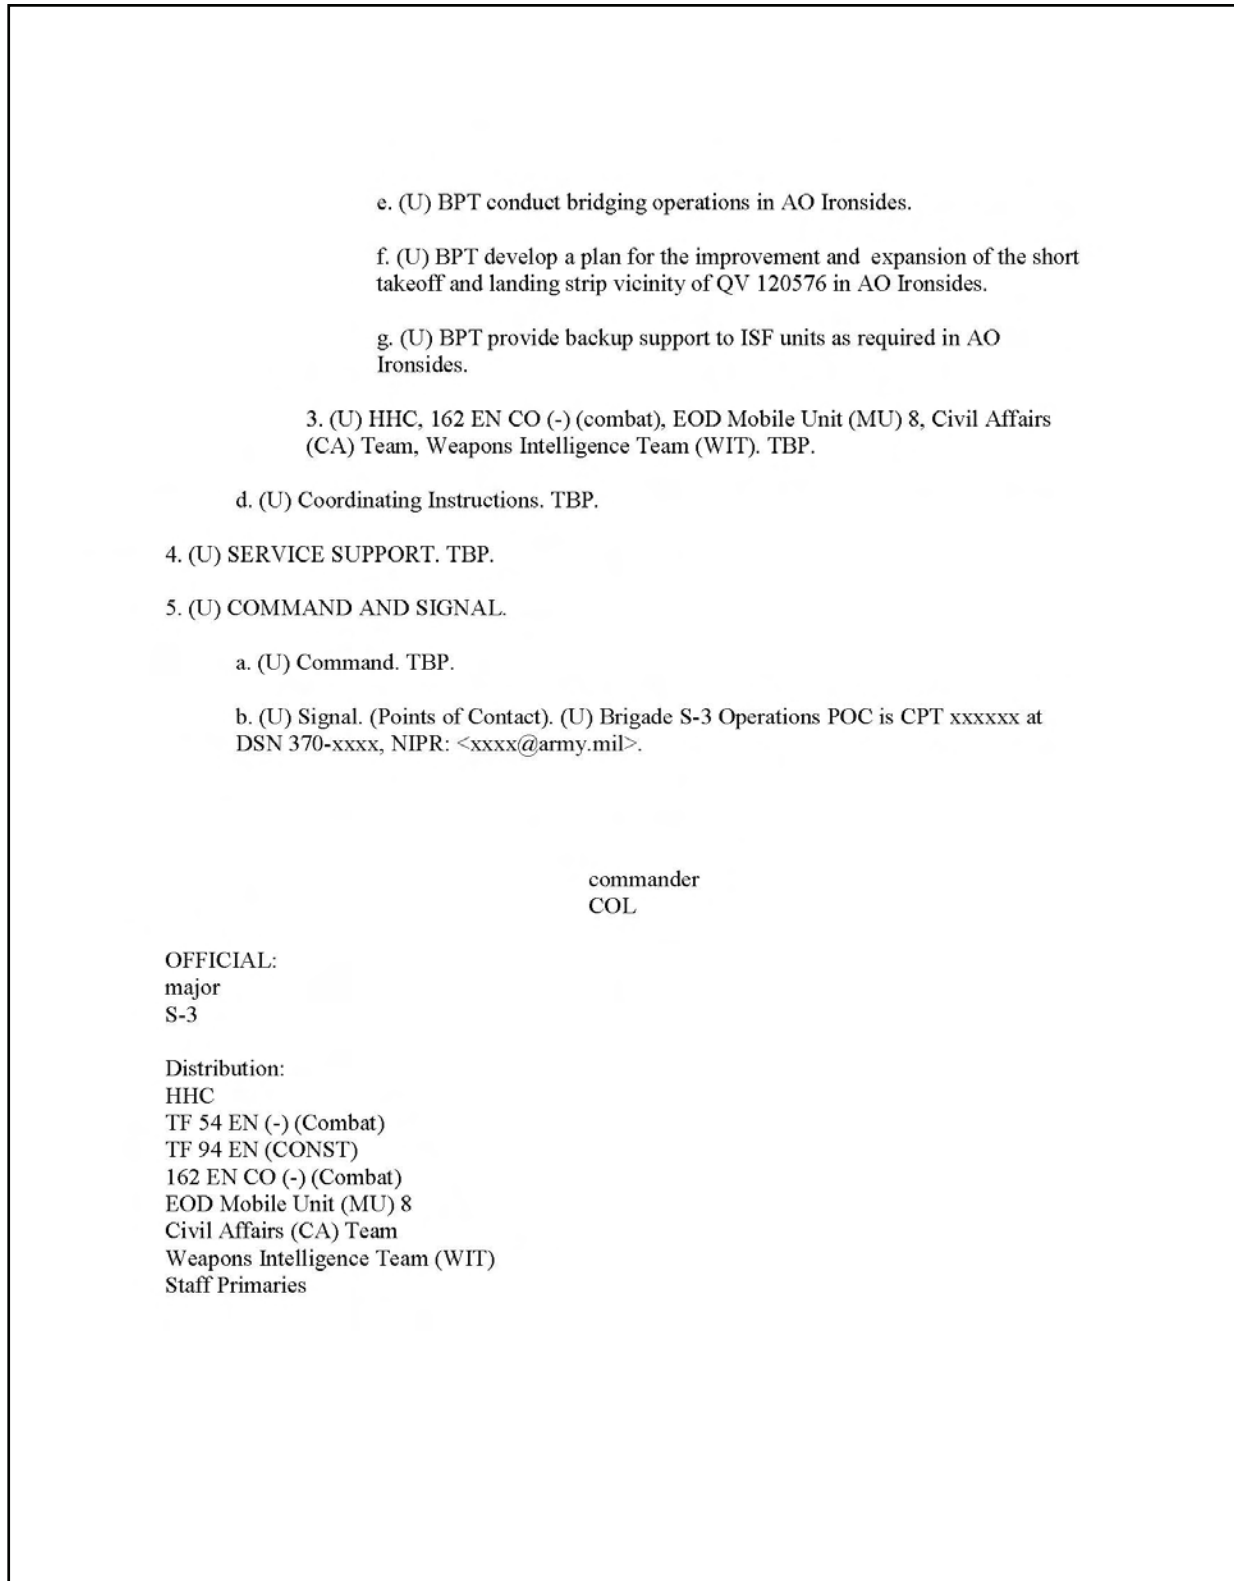 e. (U) BPT conduct bridging operations in AO Ironsides.
f. (U) BPT develop a plan for the improvement and expansion of the short
takeoff and landing strip vicinity of QV 120576 in AO Ironsides.
g. (U) BPT provide backup support to ISF units as required in AO
Ironsides.
3. (U) HHC, 162 EN CO (-) (combat), EOD Mobile Unit (MU) 8, Civil Affairs
(CA) Team, Weapons Intelligence Team (WIT). TBP.
d. (U) Coordinating Instructions. TBP.
4. (U) SERVICE SUPPORT. TBP.
5. (U) COMMAND AND SIGNAL.
a. (U) Command. TBP.
b. (U) Signal. (Points of Contact). (U) Brigade S-3 Operations POC is CPT xxxxxx at
DSN 370-xxxx, NIPR: <xxxx@army.mil>.
commander
COL
OFFICIAL:
major
S-3
Distribution:
HHC
TF 54 EN (-) (Combat)
TF 94 EN (CONST)
162 EN CO (-) (Combat)
EOD Mobile Unit (MU) 8
Civil Affairs (CA) Team
Weapons Intelligence Team (WIT)
Staff Primaries